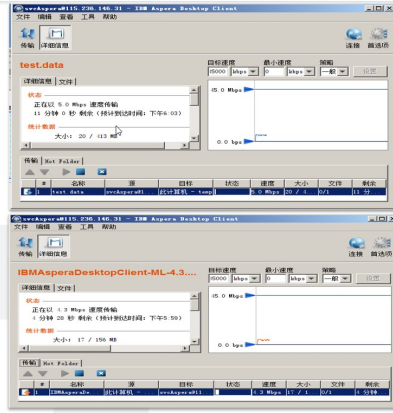 svcAspera@115.236.146.31 - IBM Aspera Desktop Client
文件 编辑 查看 工具 帮助
传输 详细信息 连接 首选项
test.data
目标速度 最小速度 策略
5000 kbps 0 kbps 一般 设置
详细信息 文件
45.0 Mbps
状态
正在以 5.0 Mbps 速度传输
11 分钟 0 秒 剩余 (预计到达时间: 下午6:03)
统计数据
大小: 20 / 413 MB
0.0 bps
传输 Hot Folder
# 名称 源 目标 状态 速度 大小 文件 剩余
1 test.data svcAspera@1... 此计算机 - temp 5.0 Mbps 20 / 4... 0/1 11 分...
svcAspera@115.236.146.31 - IBM Aspera Desktop Client
文件 编辑 查看 工具 帮助
传输 详细信息 连接 首选项
IBMAsperaDesktopClient-ML-4.3....
目标速度 最小速度 策略
5000 kbps 0 kbps 一般 设置
详细信息 文件
45.0 Mbps
状态
正在以 4.3 Mbps 速度传输
4 分钟 28 秒 剩余 (预计到达时间: 下午5:59)
统计数据
大小: 17 / 156 MB
0.0 bps
传输 Hot Folder
# 名称 源 目标 状态 速度 大小 文件 剩余
1 IBMAsperaDe 此计算机 - svcAspera@11 4.3 Mbps 17 / 1 0/1 4 分钟